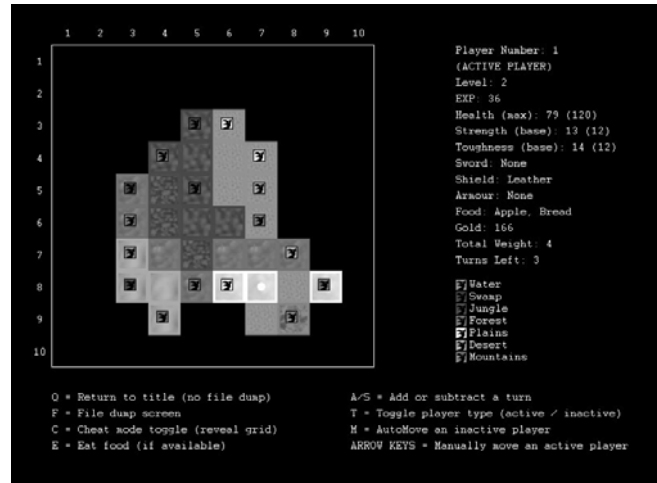 1 2 3 4 5 6 7 8 9 10
1
2
3
4
5
6
7
8
9
10
Player Number: 1
(ACTIVE PLAYER)
Level: 2
EXP: 36
Health (max): 79 (120)
Strength (base): 13 (12)
Toughness (base): 14 (12)
Sword: None
Shield: Leather
Armour: None
Food: Apple, Bread
Gold: 166
Total Weight: 4
Turns Left: 3
Water
Swamp
Jungle
Forest
Plains
Desert
Mountains
Q = Return to title (no file dump)
F = File dump screen
C = Cheat mode toggle (reveal grid)
E = Eat food (if available)
A/S = Add or subtract a turn
T = Toggle player type (active / inactive)
M = AutoMove an inactive player
ARROW KEYS = Manually move an active player